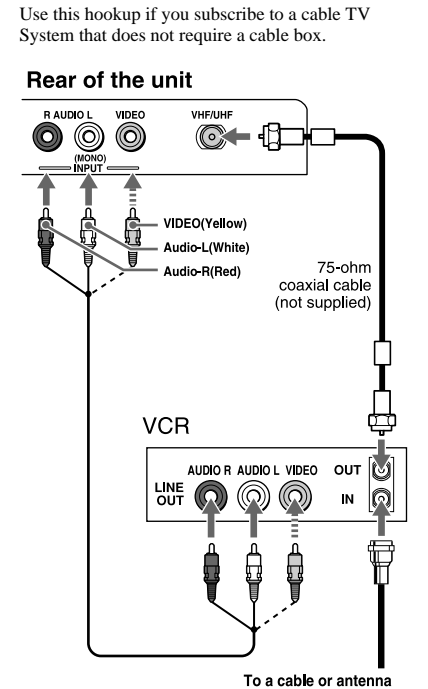 Use this hookup if you subscribe to a cable TV
System that does not require a cable box.
Rear of the unit
R AUDIO L VIDEO VHF/UHF
(MONO)
INPUT
VIDEO(Yellow)
Audio-L(White)
Audio-R(Red)
75-ohm
coaxial cable
(not supplied)
VCR
AUDIO R AUDIO L VIDEO OUT
LINE
OUT
IN
To a cable or antenna